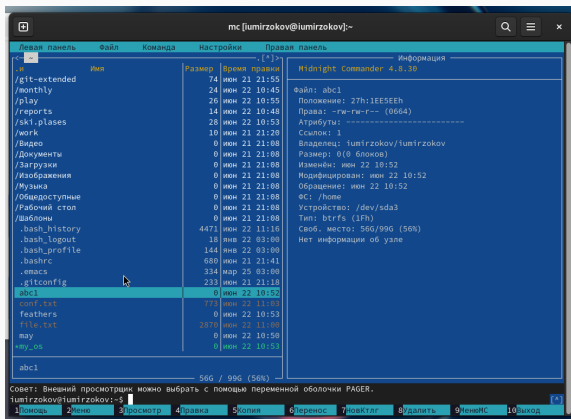 mc [iumirzokov@iumirzokov]:~
Левая панель Файл Команда Настройки Правая панель
<- ~ .[^]>
.и Имя Размер Время правки
/git-extended 74 июн 21 21:55
/monthly 24 июн 22 10:45
/play 26 июн 22 10:55
/reports 14 июн 22 10:48
/ski.plases 28 июн 22 10:53
/work 10 июн 21 21:20
/Видео 0 июн 21 21:08
/Документы 0 июн 21 21:08
/Загрузки 0 июн 21 21:08
/Изображения 0 июн 21 21:08
/Музыка 0 июн 21 21:08
/Общедоступные 0 июн 21 21:08
/Рабочий стол 0 июн 21 21:08
/Шаблоны 0 июн 21 21:08
.bash_history 4471 июн 22 11:16
.bash_logout 18 янв 22 03:00
.bash_profile 144 янв 22 03:00
.bashrc 680 июн 21 21:41
.emacs 334 мар 25 03:00
.gitconfig 233 июн 21 21:18
abc1 0 июн 22 10:52
conf.txt 773 июн 22 11:03
feathers 0 июн 22 10:53
file.txt 2870 июн 22 11:00
may 0 июн 22 10:50
*my_os 0 июн 22 10:53
abc1
56G / 99G (56%)
Информация
Midnight Commander 4.8.30
Файл: abc1
Положение: 27h:1EE5EEh
Права: -rw-rw-r-- (0664)
Атрибуты: ------------------------
Ссылок: 1
Владелец: iumirzokov/iumirzokov
Размер: 0(0 блоков)
Изменён: июн 22 10:52
Модифицирован: июн 22 10:52
Обращение: июн 22 10:52
ФС: /home
Устройство: /dev/sda3
Тип: btrfs (1Fh)
Своб. место: 56G/99G (56%)
Нет информации об узле
Совет: Внешний просмотрщик можно выбрать с помощью переменной оболочки PAGER.
iumirzokov@iumirzokov:~$ [^]
1Помощь 2Меню 3Просмотр 4Правка 5Копия 6Перенос 7НовКтлг 8Удалить 9МенюМС 10Выход